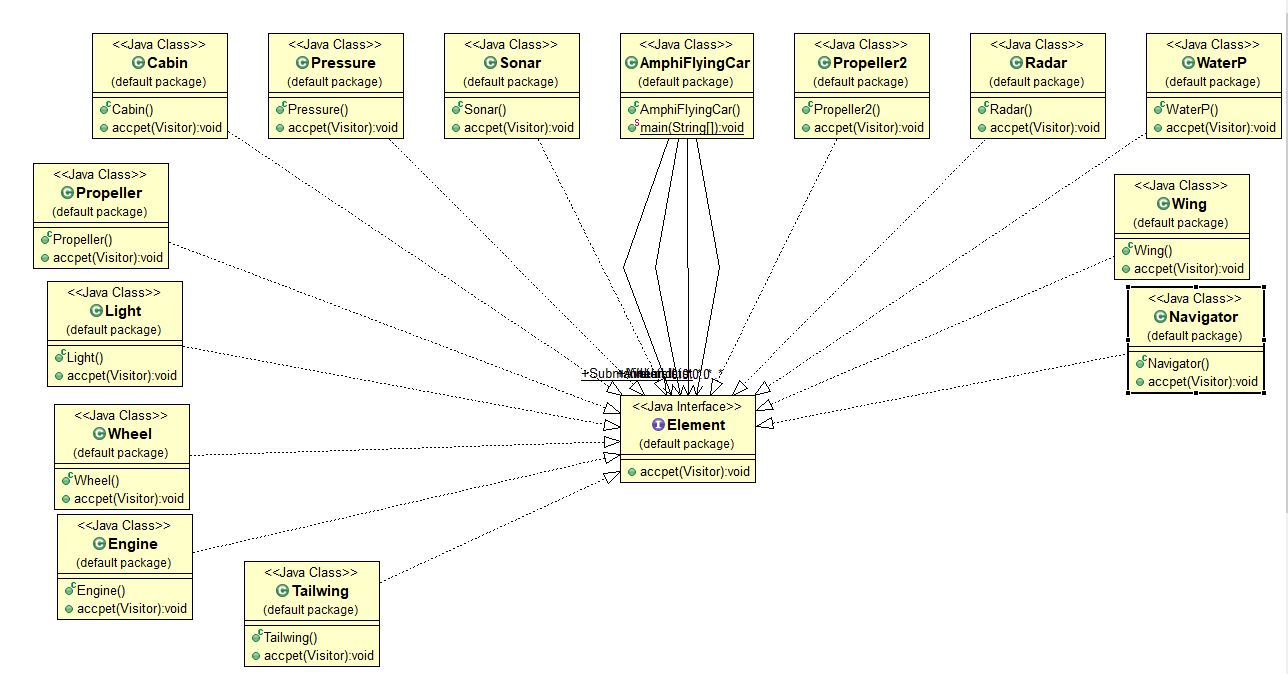 <<Java Class>>
Cabin
(default package)
Cabin()
accpet(Visitor):void
<<Java Class>>
Pressure
(default package)
Pressure()
accpet(Visitor):void
<<Java Class>>
Sonar
(default package)
Sonar()
accpet(Visitor):void
<<Java Class>>
AmphiFlyingCar
(default package)
AmphiFlyingCar()
main(String[]):void
<<Java Class>>
Propeller2
(default package)
Propeller2()
accpet(Visitor):void
<<Java Class>>
Radar
(default package)
Radar()
accpet(Visitor):void
<<Java Class>>
WaterP
(default package)
WaterP()
accpet(Visitor):void
<<Java Class>>
Propeller
(default package)
Propeller()
accpet(Visitor):void
<<Java Class>>
Wing
(default package)
Wing()
accpet(Visitor):void
<<Java Class>>
Light
(default package)
Light()
accpet(Visitor):void
<<Java Class>>
Navigator
(default package)
Navigator()
accpet(Visitor):void
<<Java Interface>>
Element
(default package)
accpet(Visitor):void
<<Java Class>>
Wheel
(default package)
Wheel()
accpet(Visitor):void
<<Java Class>>
Engine
(default package)
Engine()
accpet(Visitor):void
<<Java Class>>
Tailwing
(default package)
Tailwing()
accpet(Visitor):void